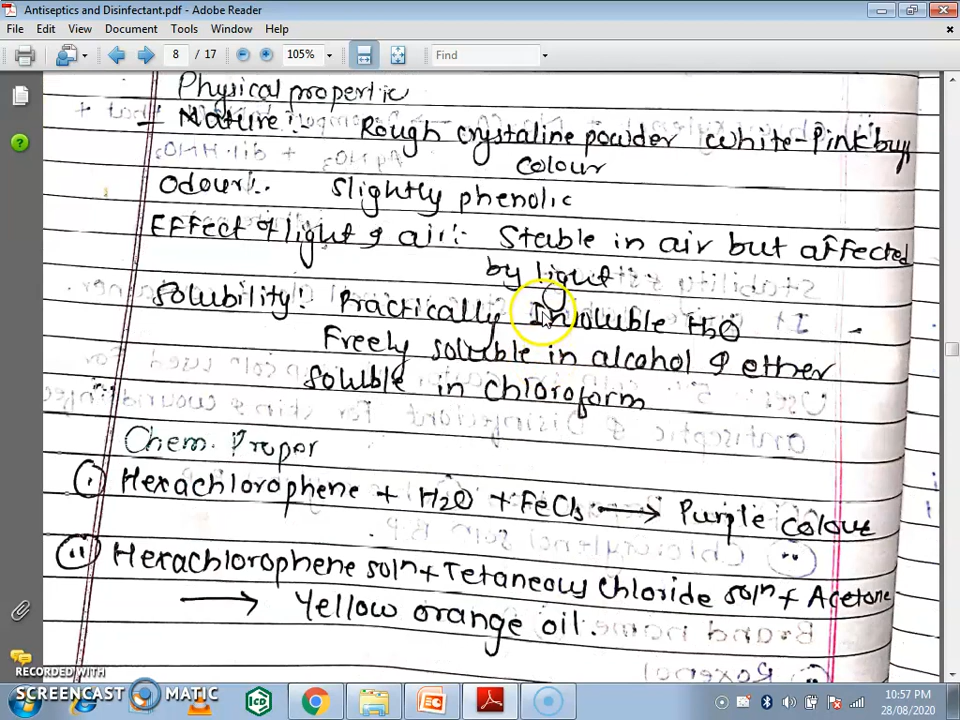 Antiseptics and Disinfectant.pdf - Adobe Reader
File Edit View Document Tools Window Help
8 / 17 105% Find
Physical propertie
- Nature:- Rough crystaline powder white-Pink buff
colour
Odour:. slightly phenolic
Effect of light & air:- Stable in air but affected
by light
Solubility: Practically Insoluble H2O
Freely soluble in alcohol & ether
soluble in chloroform
Chem. Propor
(i) Hexachlorophene + H2O + FeCl3 → Purple colour
(ii) Hexachlorophene soln + Tetaneous Chloride soln + Acetone
→ Yellow orange oil.
RECORDED WITH
SCREENCAST MATIC
10:57 PM
28/08/2020